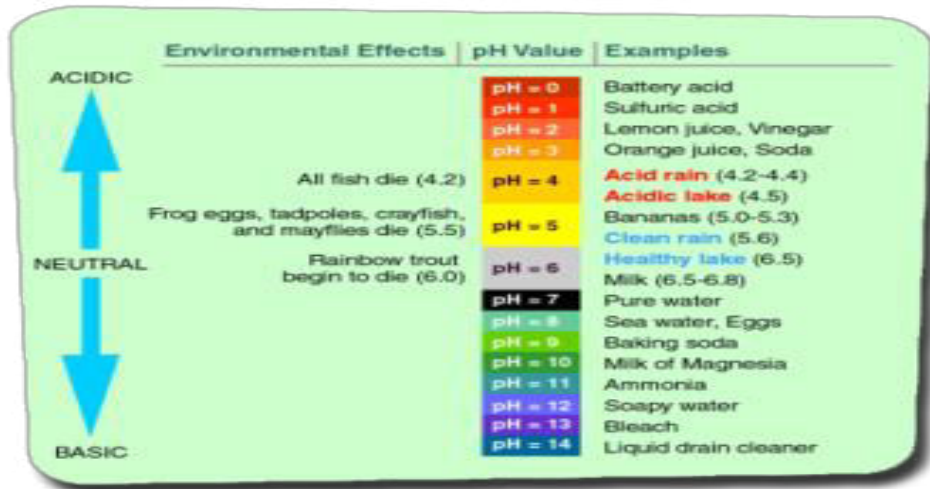 Environmental Effects pH Value Examples
ACIDIC
pH = 0 Battery acid
pH = 1 Sulfuric acid
pH = 2 Lemon juice, Vinegar
pH = 3 Orange juice, Soda
All fish die (4.2) pH = 4 Acid rain (4.2-4.4)
Acidic lake (4.5)
Frog eggs, tadpoles, crayfish, and mayflies die (5.5) pH = 5 Bananas (5.0-5.3)
Clean rain (5.6)
NEUTRAL
Rainbow trout begin to die (6.0) pH = 6 Healthy lake (6.5)
Milk (6.5-6.8)
pH = 7 Pure water
pH = 8 Sea water, Eggs
pH = 9 Baking soda
pH = 10 Milk of Magnesia
pH = 11 Ammonia
pH = 12 Soapy water
pH = 13 Bleach
pH = 14 Liquid drain cleaner
BASIC